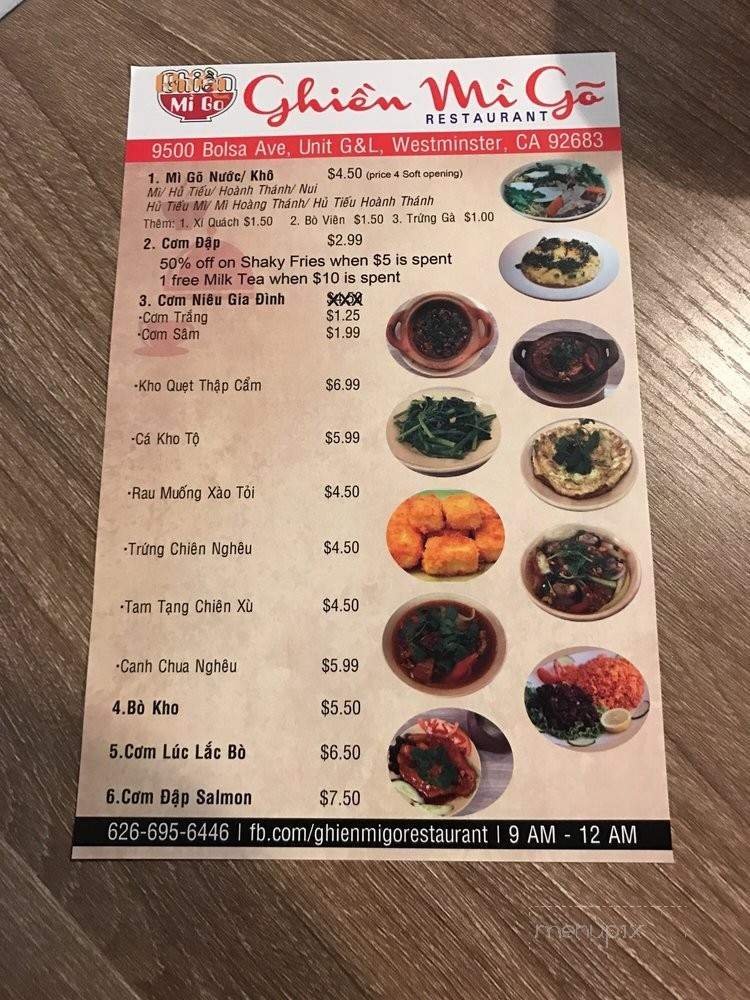 Ghiền
Mì Gõ
Ghiền Mì Gõ
RESTAURANT
9500 Bolsa Ave, Unit G&L, Westminster, CA 92683
1. Mì Gõ Nước/ Khô $4.50 (price 4 Soft opening)
Mì/ Hủ Tiếu/ Hoành Thánh/ Nui
Hủ Tiếu Mì/ Mì Hoàng Thánh/ Hủ Tiếu Hoành Thánh
Thêm: 1. Xí Quách $1.50 2. Bò Viên $1.50 3. Trứng Gà $1.00
2. Cơm Đập $2.99
50% off on Shaky Fries when $5 is spent
1 free Milk Tea when $10 is spent
3. Cơm Niêu Gia Đình
•Cơm Trắng $1.25
•Cơm Sâm $1.99
•Kho Quẹt Thập Cẩm $6.99
•Cá Kho Tộ $5.99
•Rau Muống Xào Tỏi $4.50
•Trứng Chiên Nghêu $4.50
•Tam Tạng Chiên Xù $4.50
•Canh Chua Nghêu $5.99
4.Bò Kho $5.50
5.Cơm Lúc Lắc Bò $6.50
6.Cơm Đập Salmon $7.50
626-695-6446 | fb.com/ghienmigorestaurant | 9 AM - 12 AM
menupix